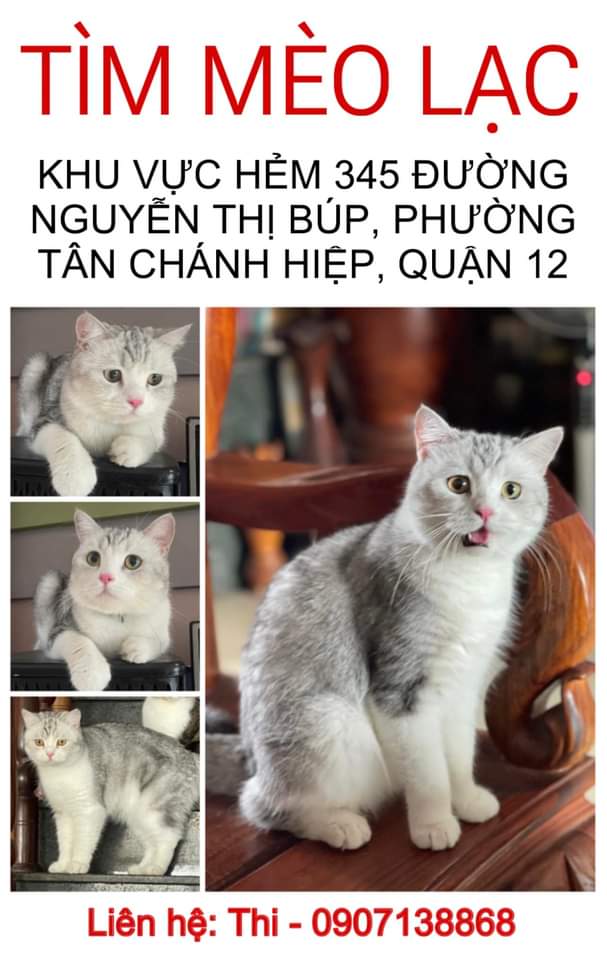 TÌM MÈO LẠC
KHU VỰC HẺM 345 ĐƯỜNG
NGUYỄN THỊ BÚP, PHƯỜNG
TÂN CHÁNH HIỆP, QUẬN 12
Liên hệ: Thi - 0907138868